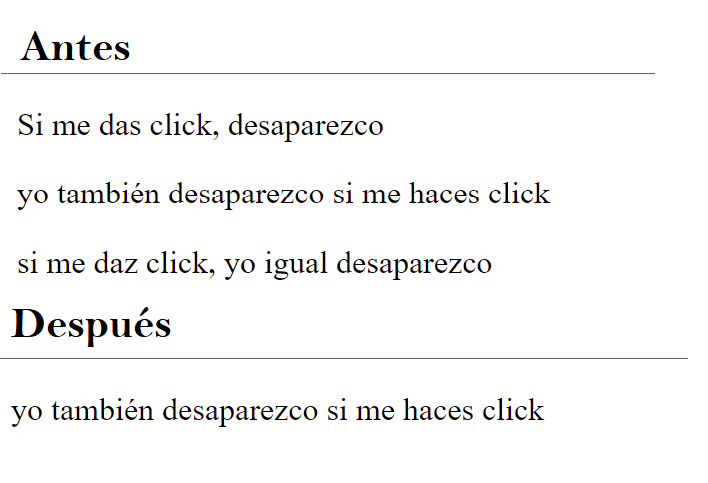 Antes
Si me das click, desaparezco
yo también desaparezco si me haces click
si me daz click, yo igual desaparezco
Después
yo también desaparezco si me haces click